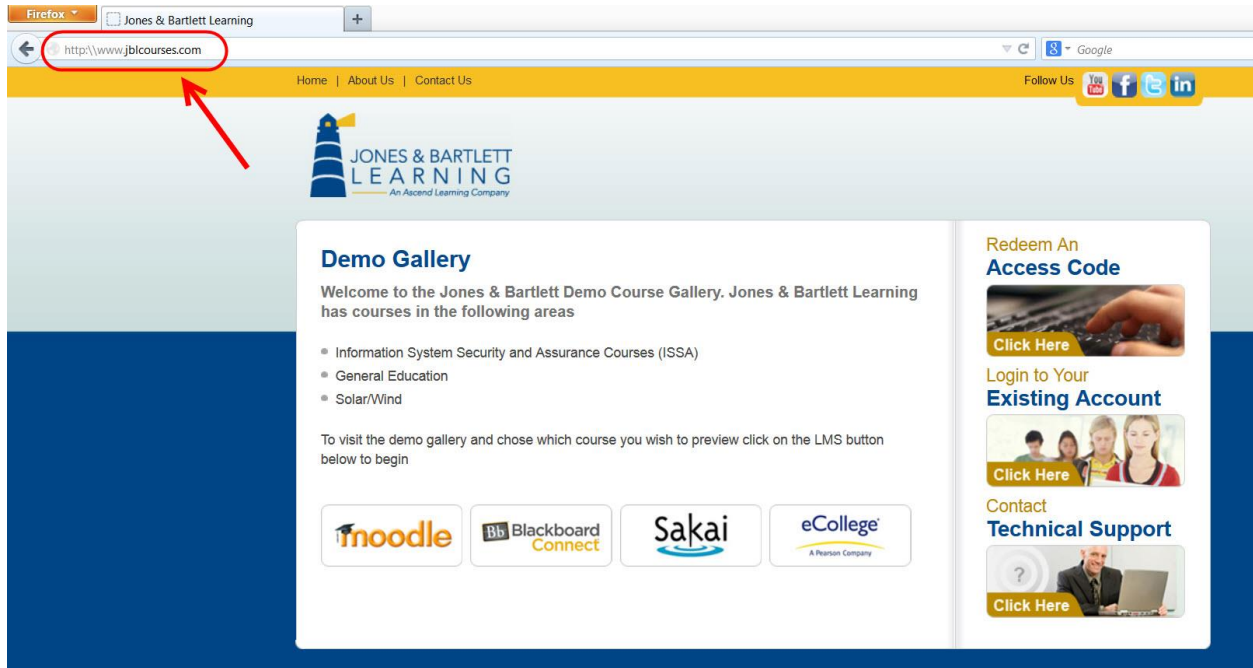 Firefox
Jones & Bartlett Learning
+
http:\\www.jblcourses.com
8
Google
Home | About Us | Contact Us
Follow Us
You Tube
f
t
in
JONES & BARTLETT
LEARNING
An Ascend Learning Company
Demo Gallery
Welcome to the Jones & Bartlett Demo Course Gallery. Jones & Bartlett Learning
has courses in the following areas
Information System Security and Assurance Courses (ISSA)
General Education
Solar/Wind
To visit the demo gallery and chose which course you wish to preview click on the LMS button
below to begin
moodle
Bb Blackboard
Connect
Sakai
eCollege
A Pearson Company
Redeem An
Access Code
Click Here
Login to Your
Existing Account
Click Here
Contact
Technical Support
?
Click Here